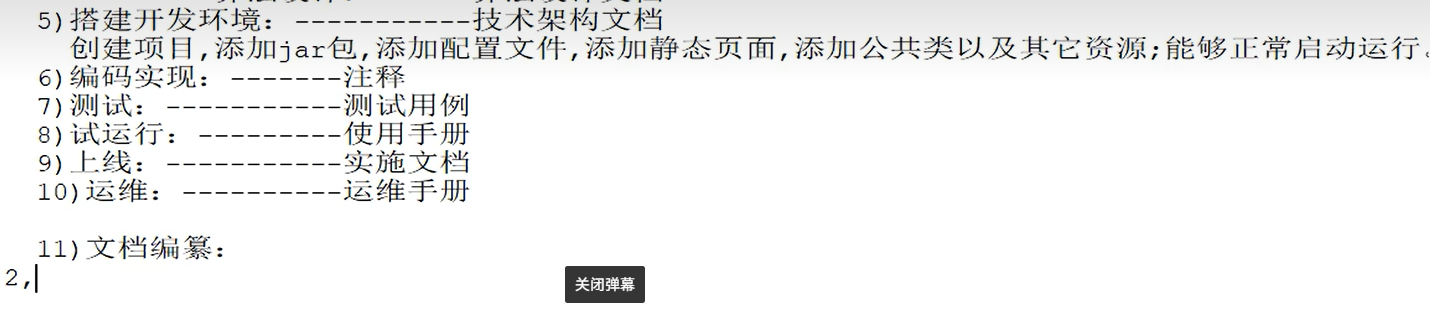 5)搭建开发环境：-----------技术架构文档
创建项目,添加jar包,添加配置文件,添加静态页面,添加公共类以及其它资源;能够正常启动运行。
6)编码实现：-------注释
7)测试：-----------测试用例
8)试运行：---------使用手册
9)上线：-----------实施文档
10)运维：----------运维手册
11)文档编纂：
2,
关闭弹幕